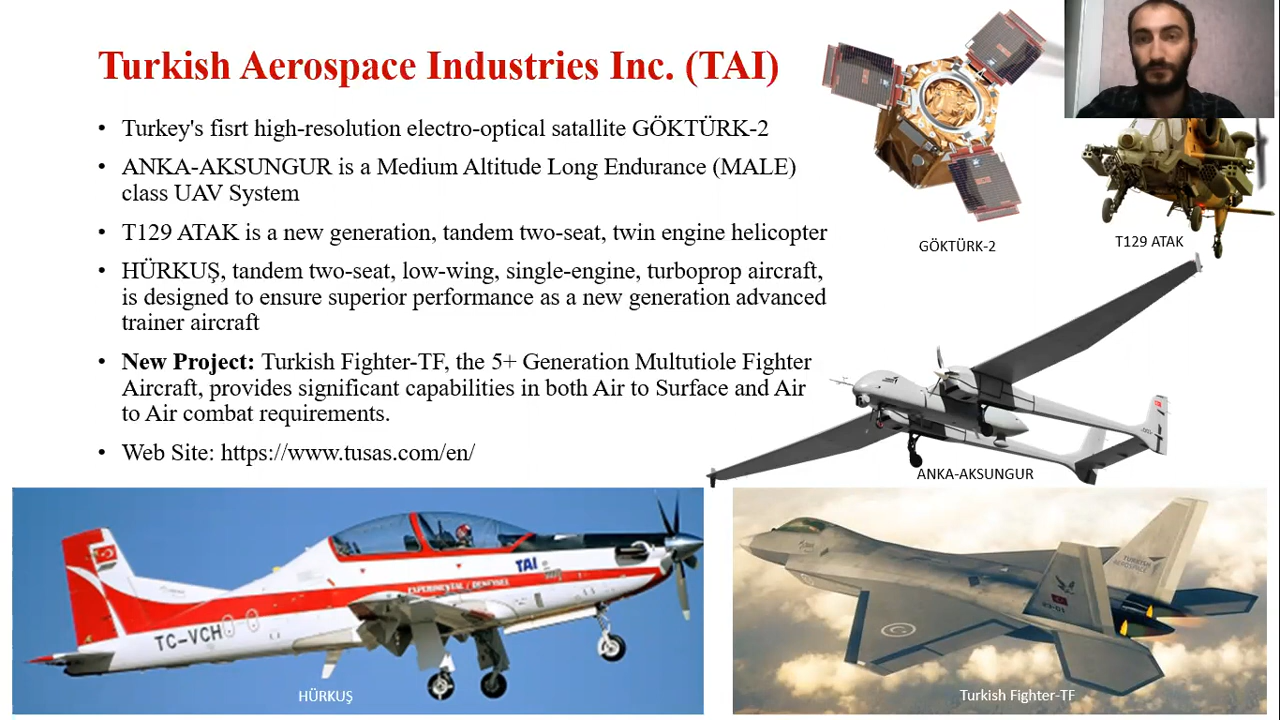 Turkish Aerospace Industries Inc. (TAI)
• Turkey's fisrt high-resolution electro-optical satallite GÖKTÜRK-2
• ANKA-AKSUNGUR is a Medium Altitude Long Endurance (MALE)
class UAV System
• T129 ATAK is a new generation, tandem two-seat, twin engine helicopter
• HÜRKUŞ, tandem two-seat, low-wing, single-engine, turboprop aircraft,
is designed to ensure superior performance as a new generation advanced
trainer aircraft
• New Project: Turkish Fighter-TF, the 5+ Generation Multutiole Fighter
Aircraft, provides significant capabilities in both Air to Surface and Air
to Air combat requirements.
• Web Site: https://www.tusas.com/en/
GÖKTÜRK-2
T129 ATAK
ANKA-AKSUNGUR
TAI
EXPERIMENTAL
TC-VCH
HÜRKUŞ
TURKISH
AEROSPACE
23-01
Turkish Fighter-TF